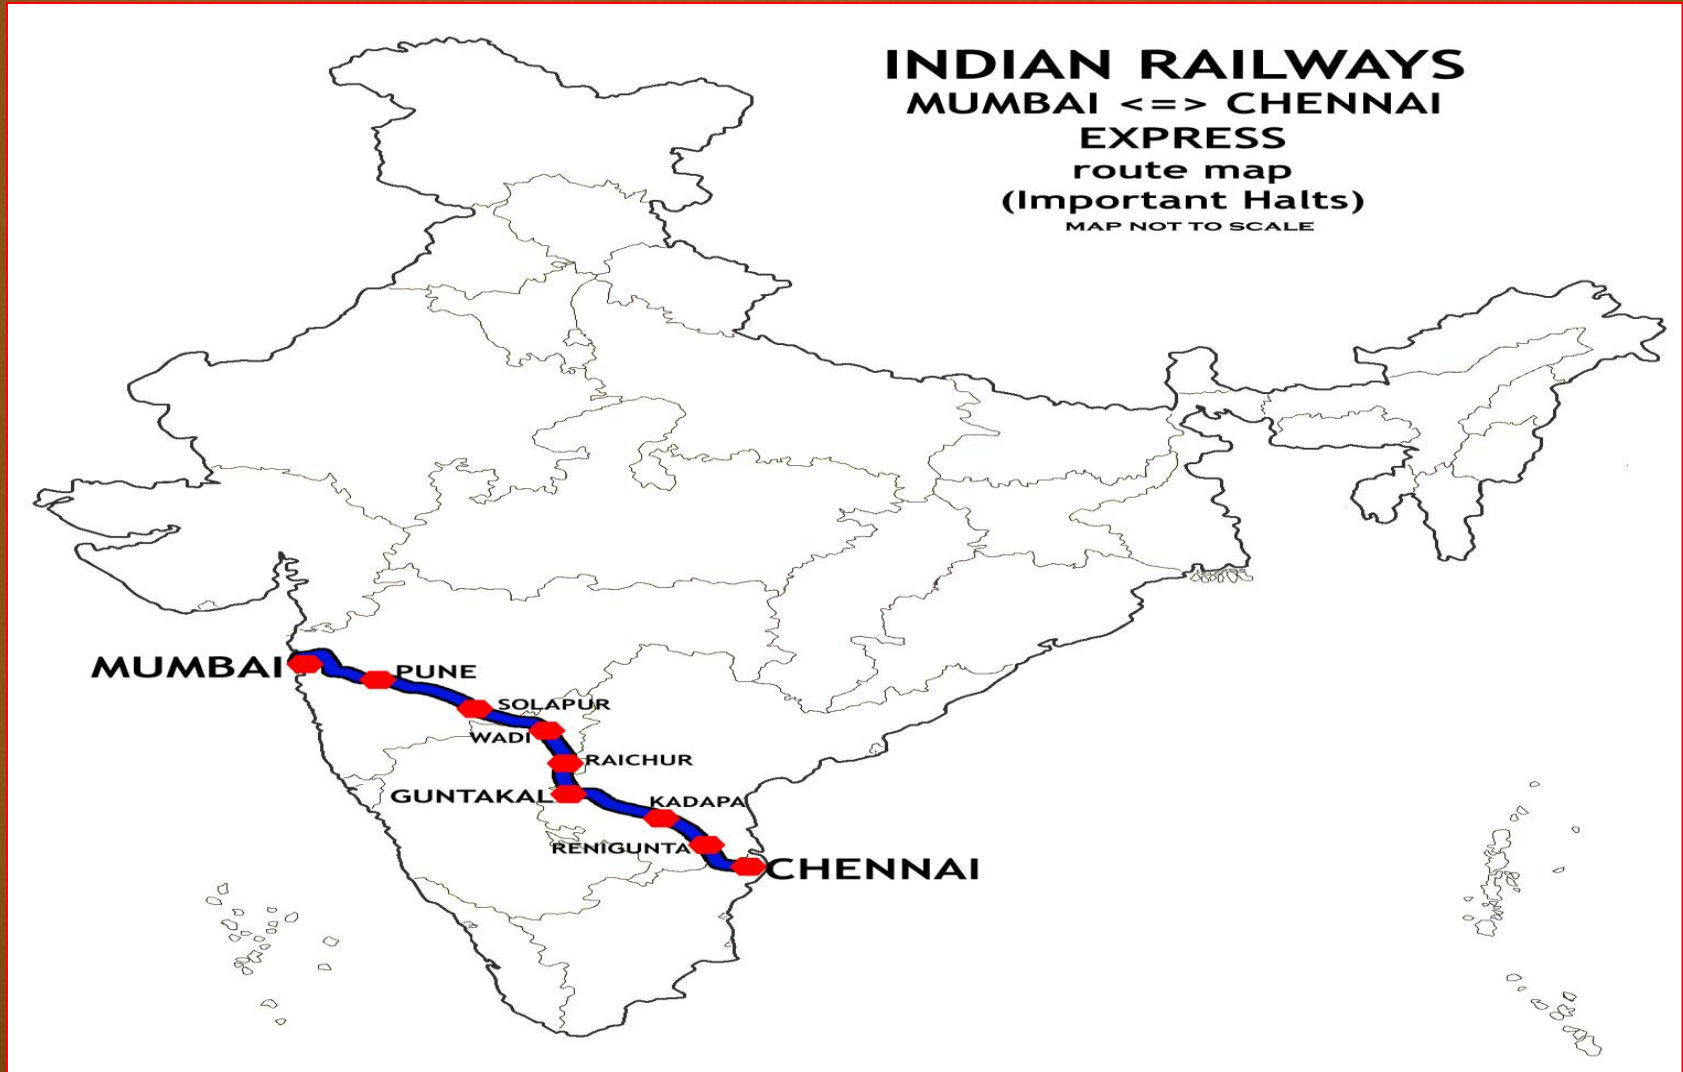 INDIAN RAILWAYS
MUMBAI <=> CHENNAI
EXPRESS
route map
(Important Halts)
MAP NOT TO SCALE
MUMBAI
PUNE
SOLAPUR
WADI
RAICHUR
GUNTAKAL
KADAPA
RENIGUNTA
CHENNAI